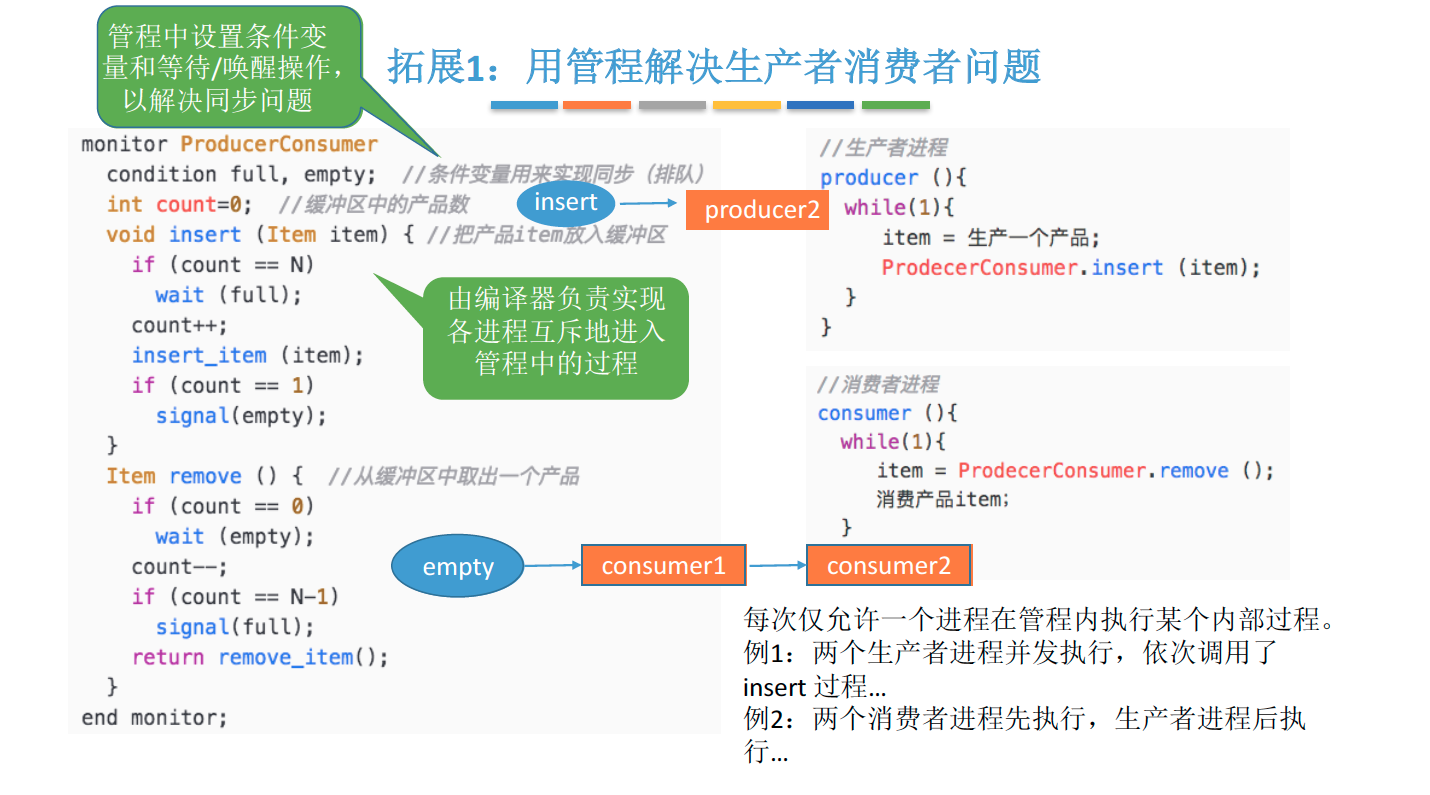 管程中设置条件变
量和等待/唤醒操作，
以解决同步问题
拓展1：用管程解决生产者消费者问题
monitor ProducerConsumer
condition full, empty; //条件变量用来实现同步（排队）
int count=0; //缓冲区中的产品数
void insert (Item item) { //把产品item放入缓冲区
if (count == N)
wait (full);
count++;
insert_item (item);
if (count == 1)
signal(empty);
}
Item remove () { //从缓冲区中取出一个产品
if (count == 0)
wait (empty);
count--;
if (count == N-1)
signal(full);
return remove_item();
}
end monitor;
insert
producer2
由编译器负责实现
各进程互斥地进入
管程中的过程
empty
consumer1
consumer2
//生产者进程
producer (){
while(1){
item = 生产一个产品;
ProdecerConsumer.insert (item);
}
}
//消费者进程
consumer (){
while(1){
item = ProdecerConsumer.remove ();
消费产品item;
}
每次仅允许一个进程在管程内执行某个内部过程。
例1：两个生产者进程并发执行，依次调用了
insert 过程...
例2：两个消费者进程先执行，生产者进程后执
行...